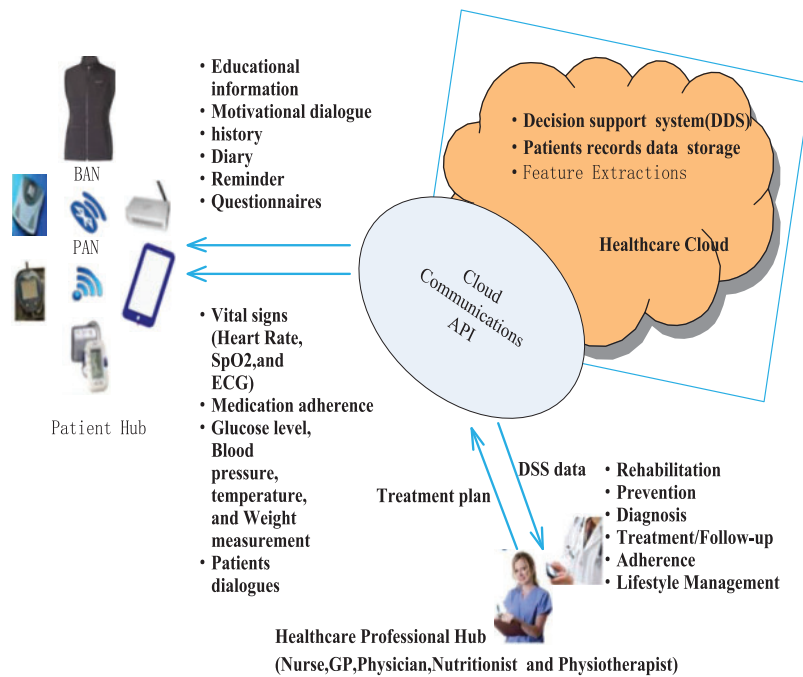 • Educational
information
• Motivational dialogue
• history
• Diary
• Reminder
• Questionnaires
BAN
PAN
Patient Hub
• Vital signs
(Heart Rate,
SpO2,and
ECG)
• Medication adherence
• Glucose level,
Blood
pressure,
temperature,
and Weight
measurement
• Patients
dialogues
• Decision support system(DDS)
• Patients records data storage
• Feature Extractions
Healthcare Cloud
Cloud
Communications
API
Treatment plan
DSS data
• Rehabilitation
• Prevention
• Diagnosis
• Treatment/Follow-up
• Adherence
• Lifestyle Management
Healthcare Professional Hub
(Nurse,GP,Physician,Nutritionist and Physiotherapist)